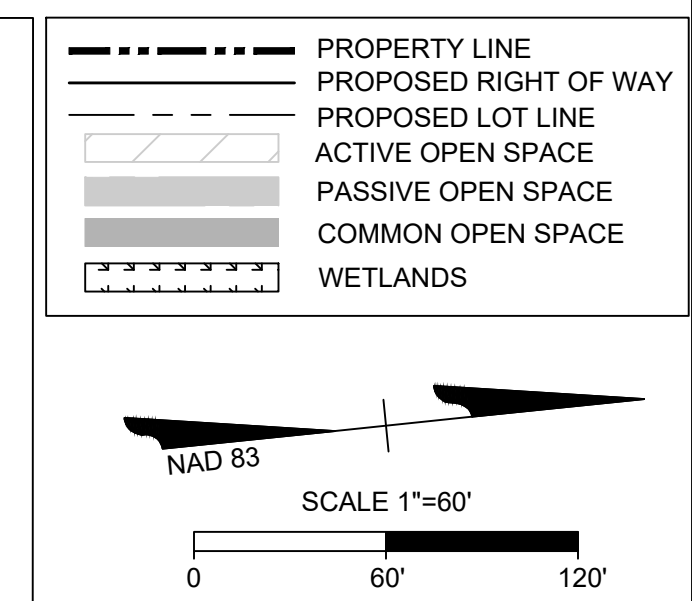 PROPERTY LINE
PROPOSED RIGHT OF WAY
PROPOSED LOT LINE
ACTIVE OPEN SPACE
PASSIVE OPEN SPACE
COMMON OPEN SPACE
WETLANDS
NAD 83
SCALE 1"=60'
0 60' 120'